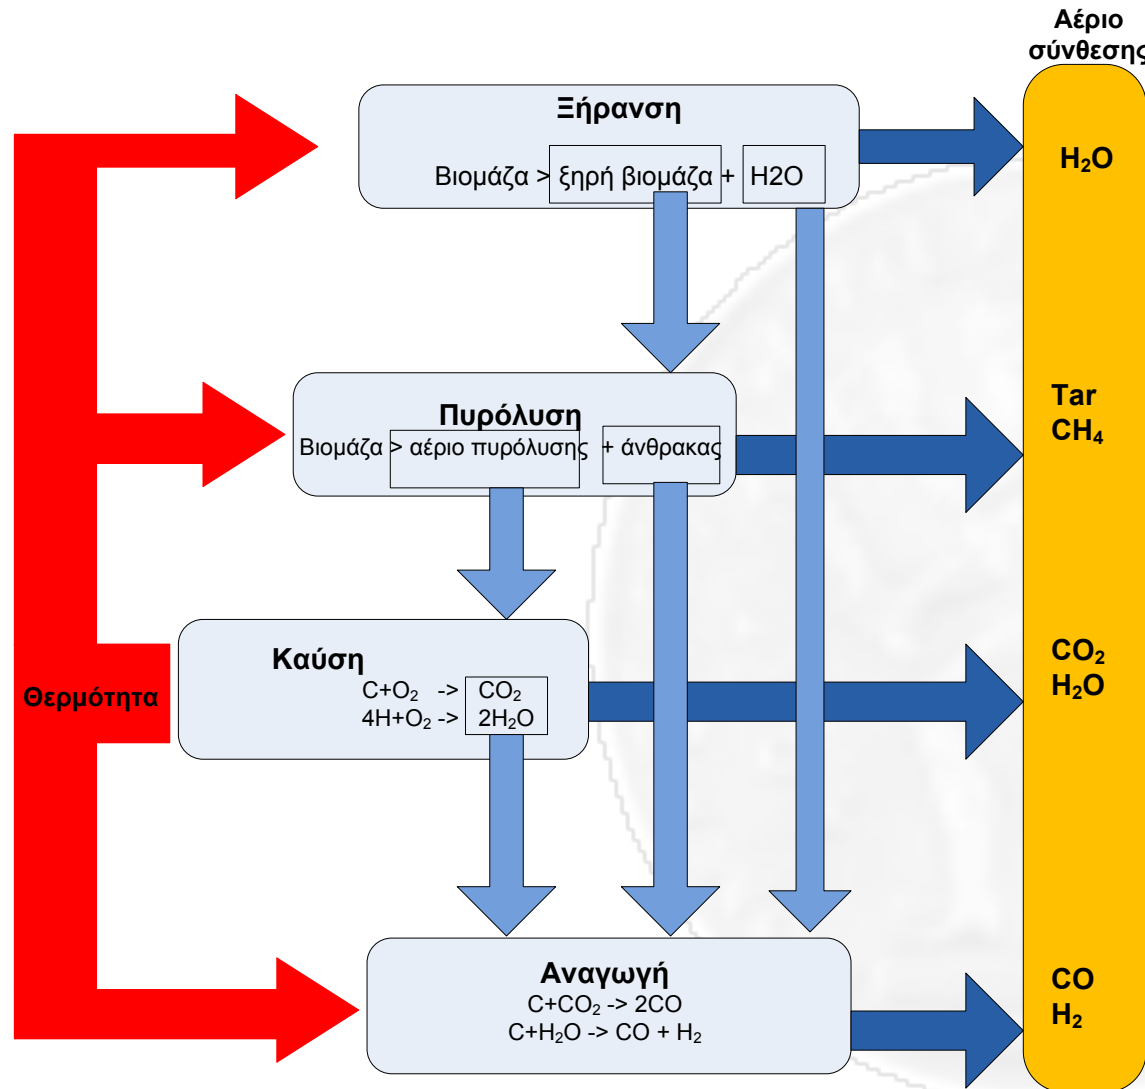 Αέριο
σύνθεσης
Ξήρανση
Βιομάζα > ξηρή βιομάζα + H2O
H₂O
Πυρόλυση
Βιομάζα > αέριο πυρόλυσης + άνθρακας
Tar
CH₄
Καύση
C+O₂ -> CO₂
4H+O₂ -> 2H₂O
Θερμότητα
CO₂
H₂O
Αναγωγή
C+CO₂ -> 2CO
C+H₂O -> CO + H₂
CO
H₂